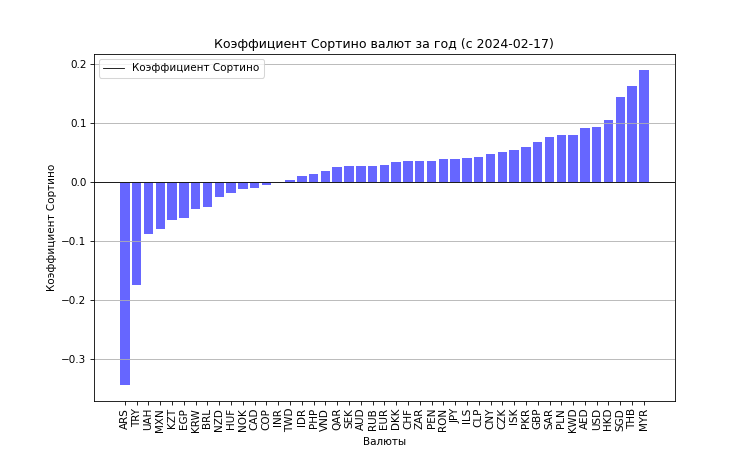 Коэффициент Сортино валют за год (с 2024-02-17)
Коэффициент Сортино
0.2
0.1
0.0
−0.1
−0.2
−0.3
Коэффициент Сортино
ARS
TRY
UAH
MXN
KZT
EGP
KRW
BRL
NZD
HUF
NOK
CAD
COP
INR
TWD
IDR
PHP
VND
QAR
SEK
AUD
RUB
EUR
DKK
CHF
ZAR
PEN
RON
JPY
ILS
CLP
CNY
CZK
ISK
PKR
GBP
SAR
PLN
KWD
AED
USD
HKD
SGD
THB
MYR
Валюты